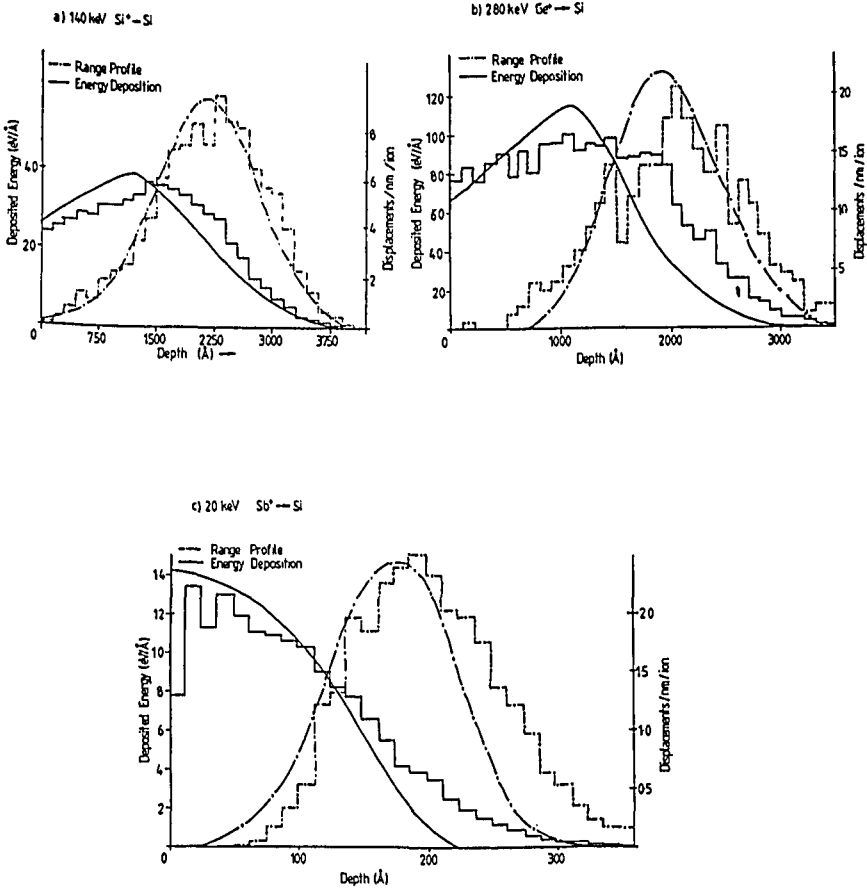 a) 140 keV Si⁺→Si
Range Profile
Energy Deposition
Deposited Energy (eV/Å)
40
20
0
750
1500
2250
3000
3750
Depth (Å)
8
6
4
2
Displacements/nm/ion
b) 280 keV Ge⁺→Si
Range Profile
Energy Deposition
Deposited Energy (eV/Å)
120
100
80
60
40
20
0
1000
2000
3000
Depth (Å)
20
15
10
5
Displacements/nm/ion
c) 20 keV Sb⁺→Si
Range Profile
Energy Deposition
Deposited Energy (eV/Å)
14
12
10
8
6
4
2
0
100
200
300
Depth (Å)
20
15
10
05
Displacements/nm/ion